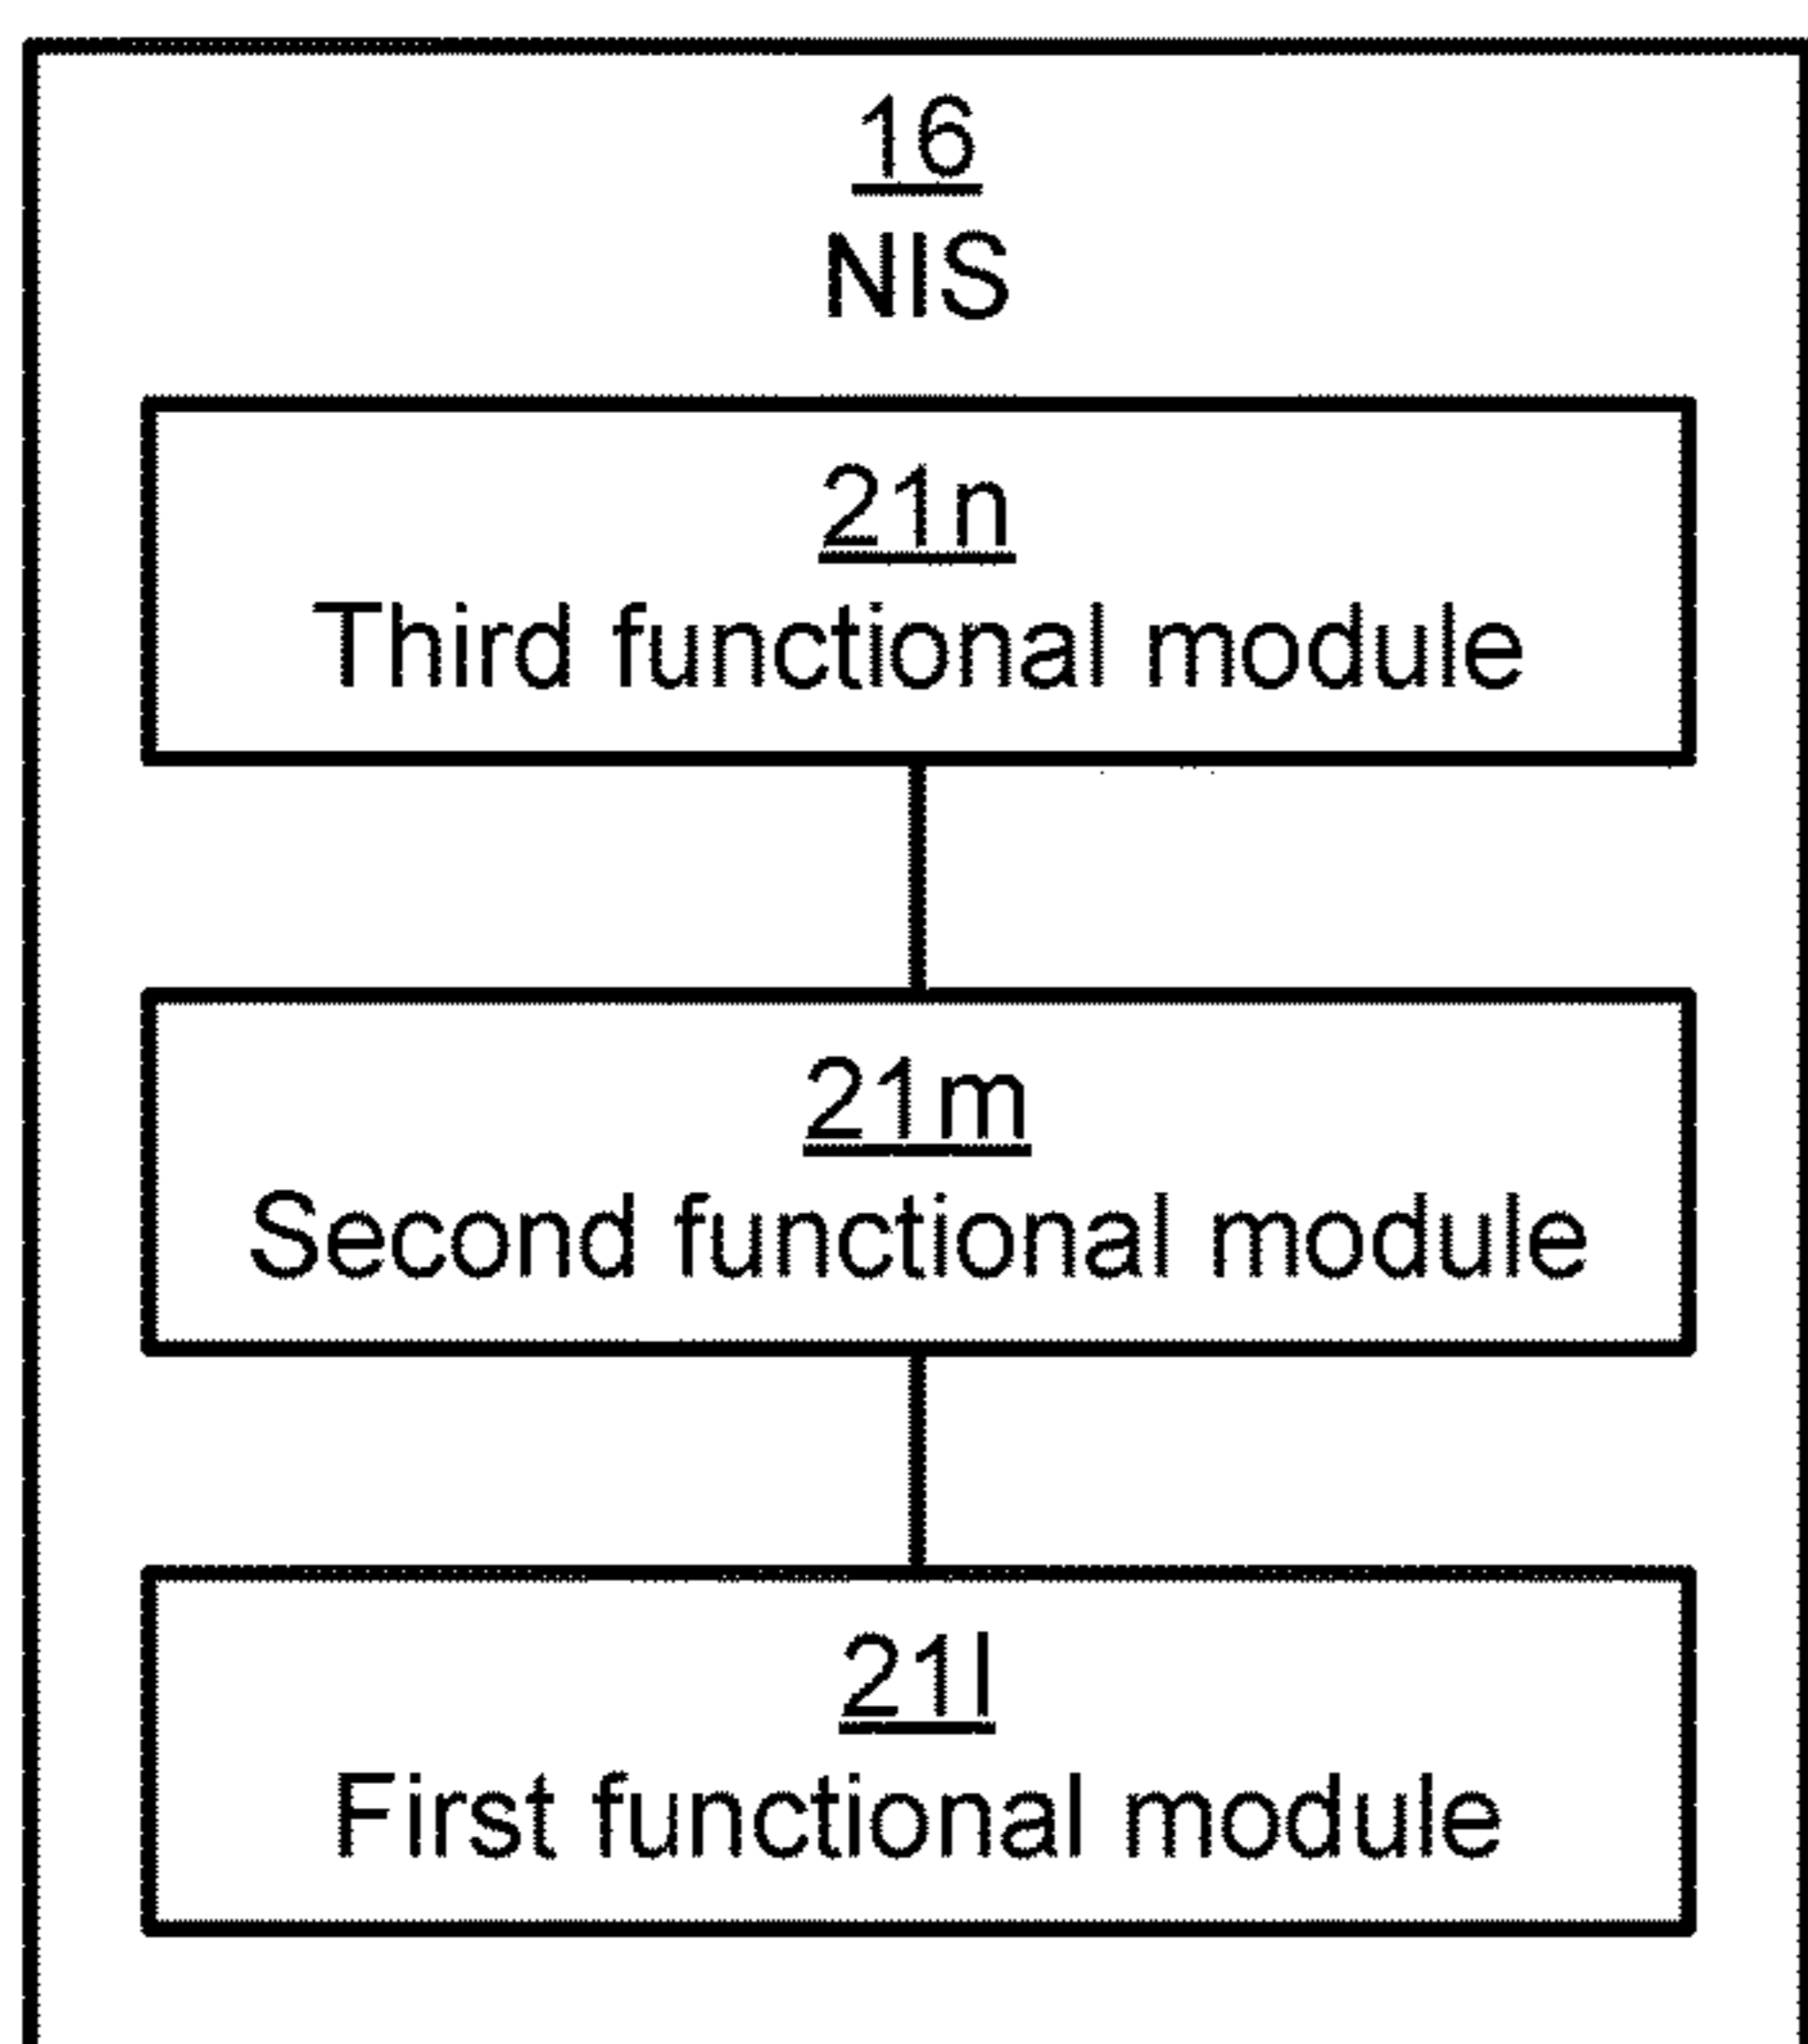 16
NIS
21n
Third functional module
21m
Second functional module
21l
First functional module